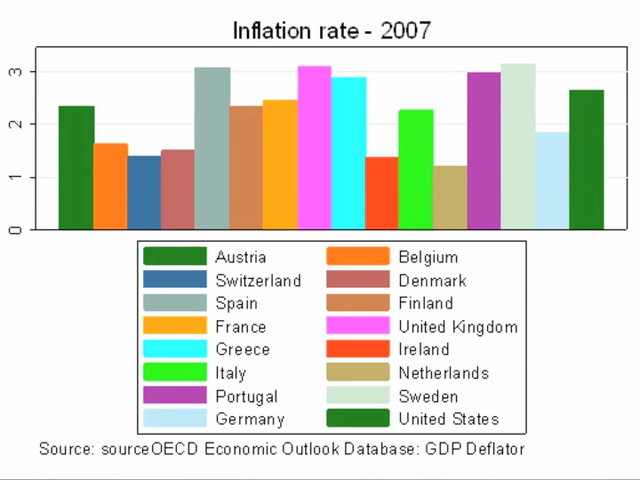 Inflation rate - 2007
3
2
1
0
Austria Belgium
Switzerland Denmark
Spain Finland
France United Kingdom
Greece Ireland
Italy Netherlands
Portugal Sweden
Germany United States
Source: sourceOECD Economic Outlook Database: GDP Deflator